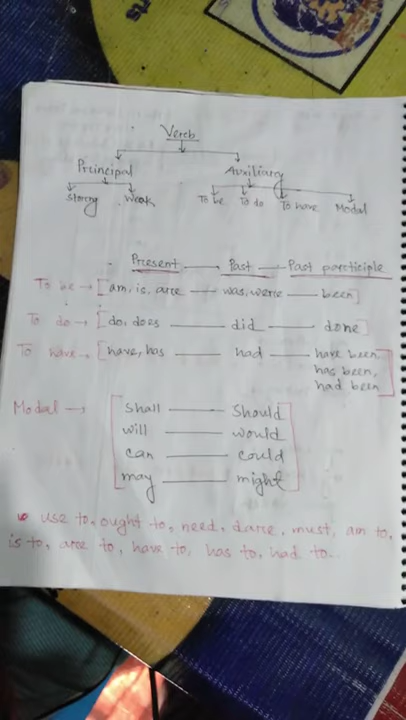 Verb
Principal Auxiliary
Strong Weak To be To do To have Modal
Present — Past — Past participle
To be → [am, is, are — was, were — been]
To do → [do, does — did — done]
To have → [have, has — had — have been,
has been,
had been]
Modal → shall — should
will — would
can — could
may — might
use to, ought to, need, dare, must, am to,
is to, are to, have to, has to, had to..